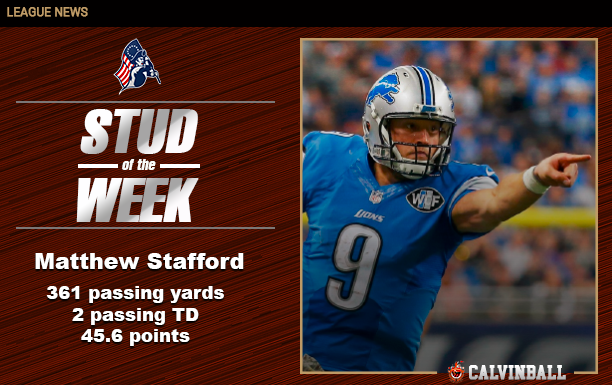 LEAGUE NEWS
STUD
of the
WEEK
Matthew Stafford
361 passing yards
2 passing TD
45.6 points
LIONS
WCF
9
CALVINBALL